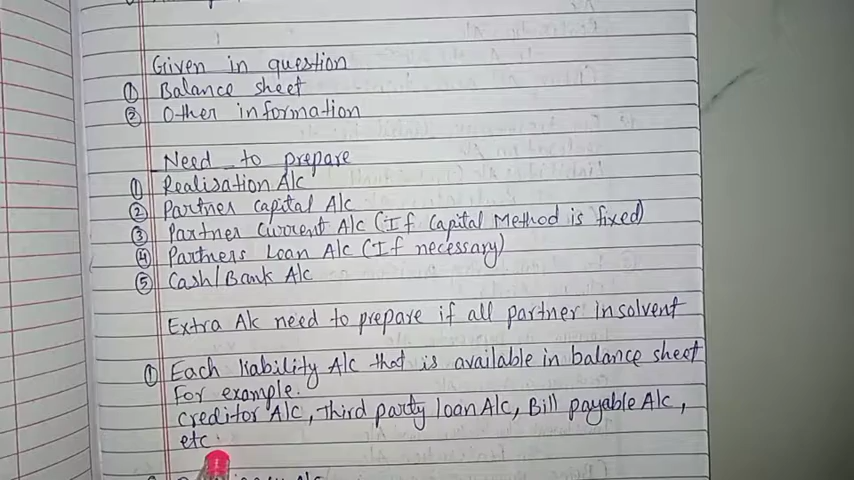 Given in question
① Balance sheet
② Other information
Need to prepare
① Realisation A/c
② Partner capital A/c
③ Partner Current A/c (If Capital Method is fixed)
④ Partners Loan A/c (If necessary)
⑤ Cash/Bank A/c
Extra A/c need to prepare if all partner insolvent
① Each liability A/c that is available in balance sheet
For example.
creditor A/c, Third party loan A/c, Bill payable A/c,
etc.